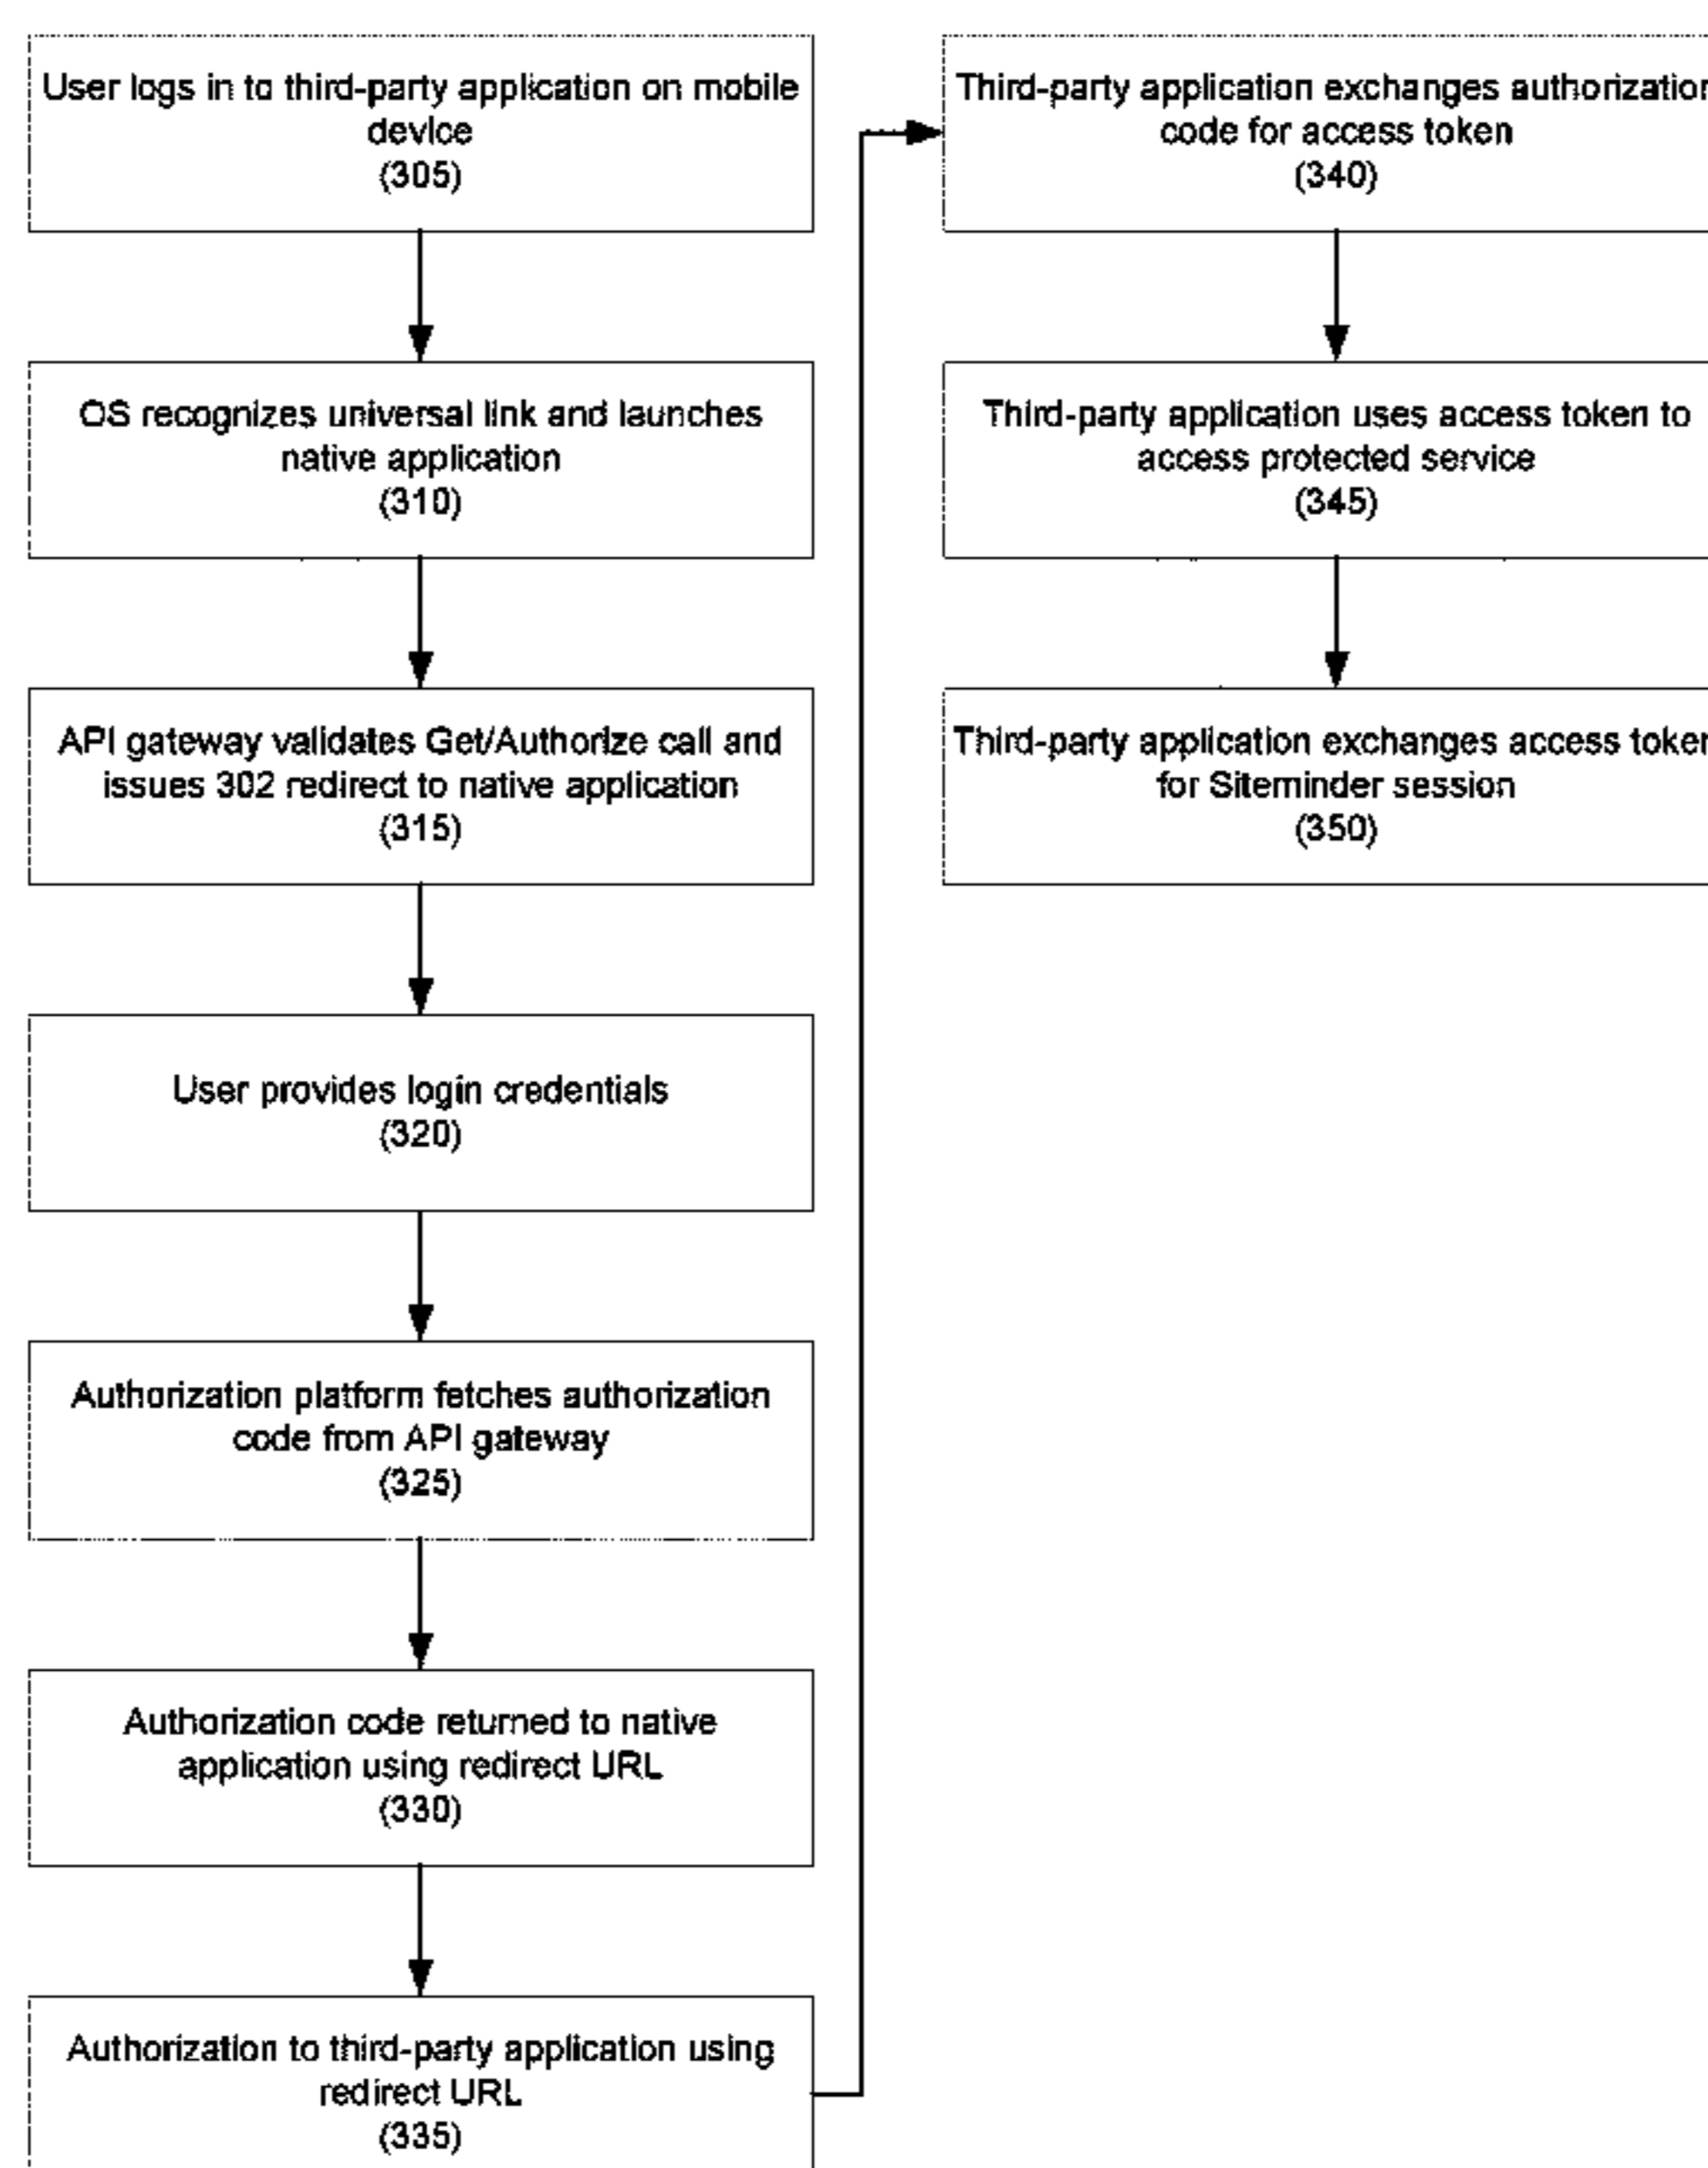 User logs in to third-party application on mobile
device
(305)
OS recognizes universal link and launches
native application
(310)
API gateway validates Get/Authorize call and
issues 302 redirect to native application
(315)
User provides login credentials
(320)
Authorization platform fetches authorization
code from API gateway
(325)
Authorization code returned to native
application using redirect URL
(330)
Authorization to third-party application using
redirect URL
(335)
Third-party application exchanges authorization
code for access token
(340)
Third-party application uses access token to
access protected service
(345)
Third-party application exchanges access token
for Siteminder session
(350)